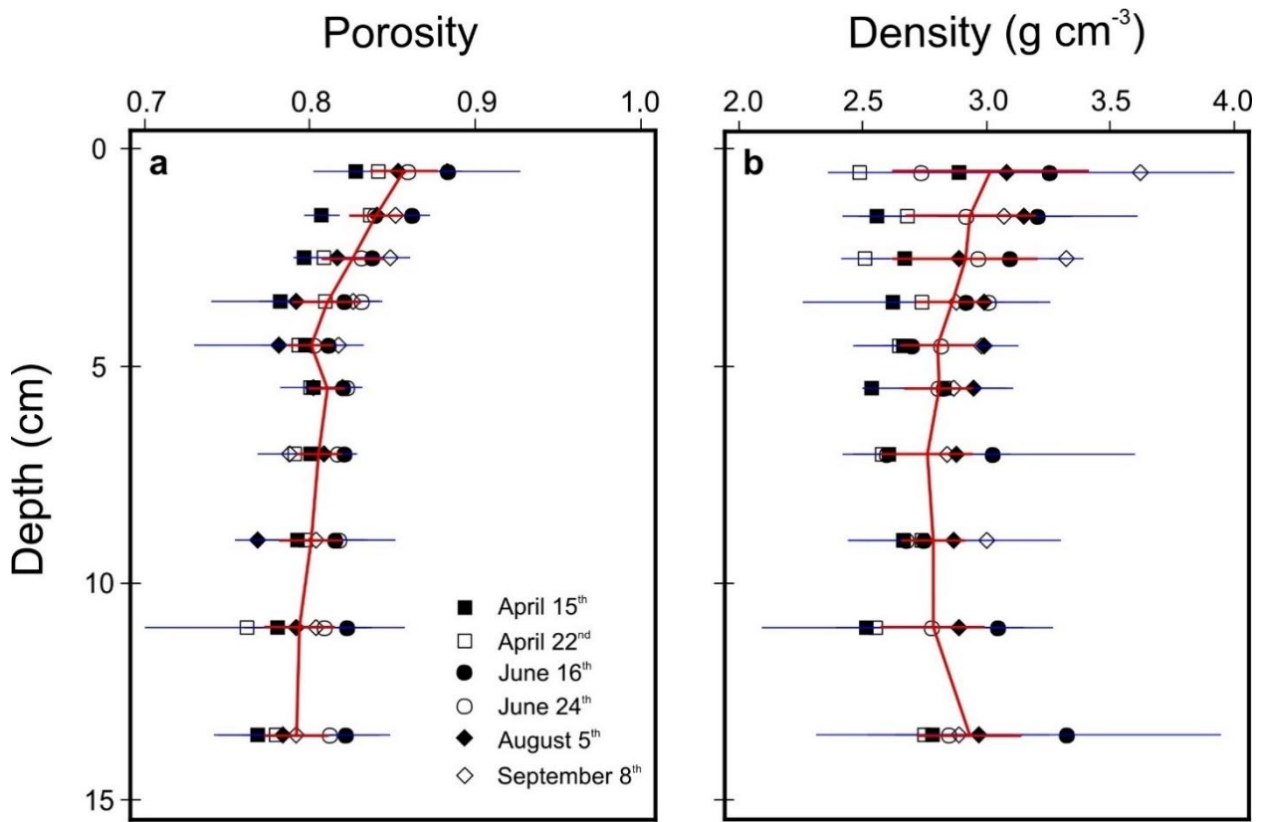 Porosity
Density (g cm⁻³)
0.7 0.8 0.9 1.0
2.0 2.5 3.0 3.5 4.0
a
b
Depth (cm)
0
5
10
15
April 15th
April 22nd
June 16th
June 24th
August 5th
September 8th